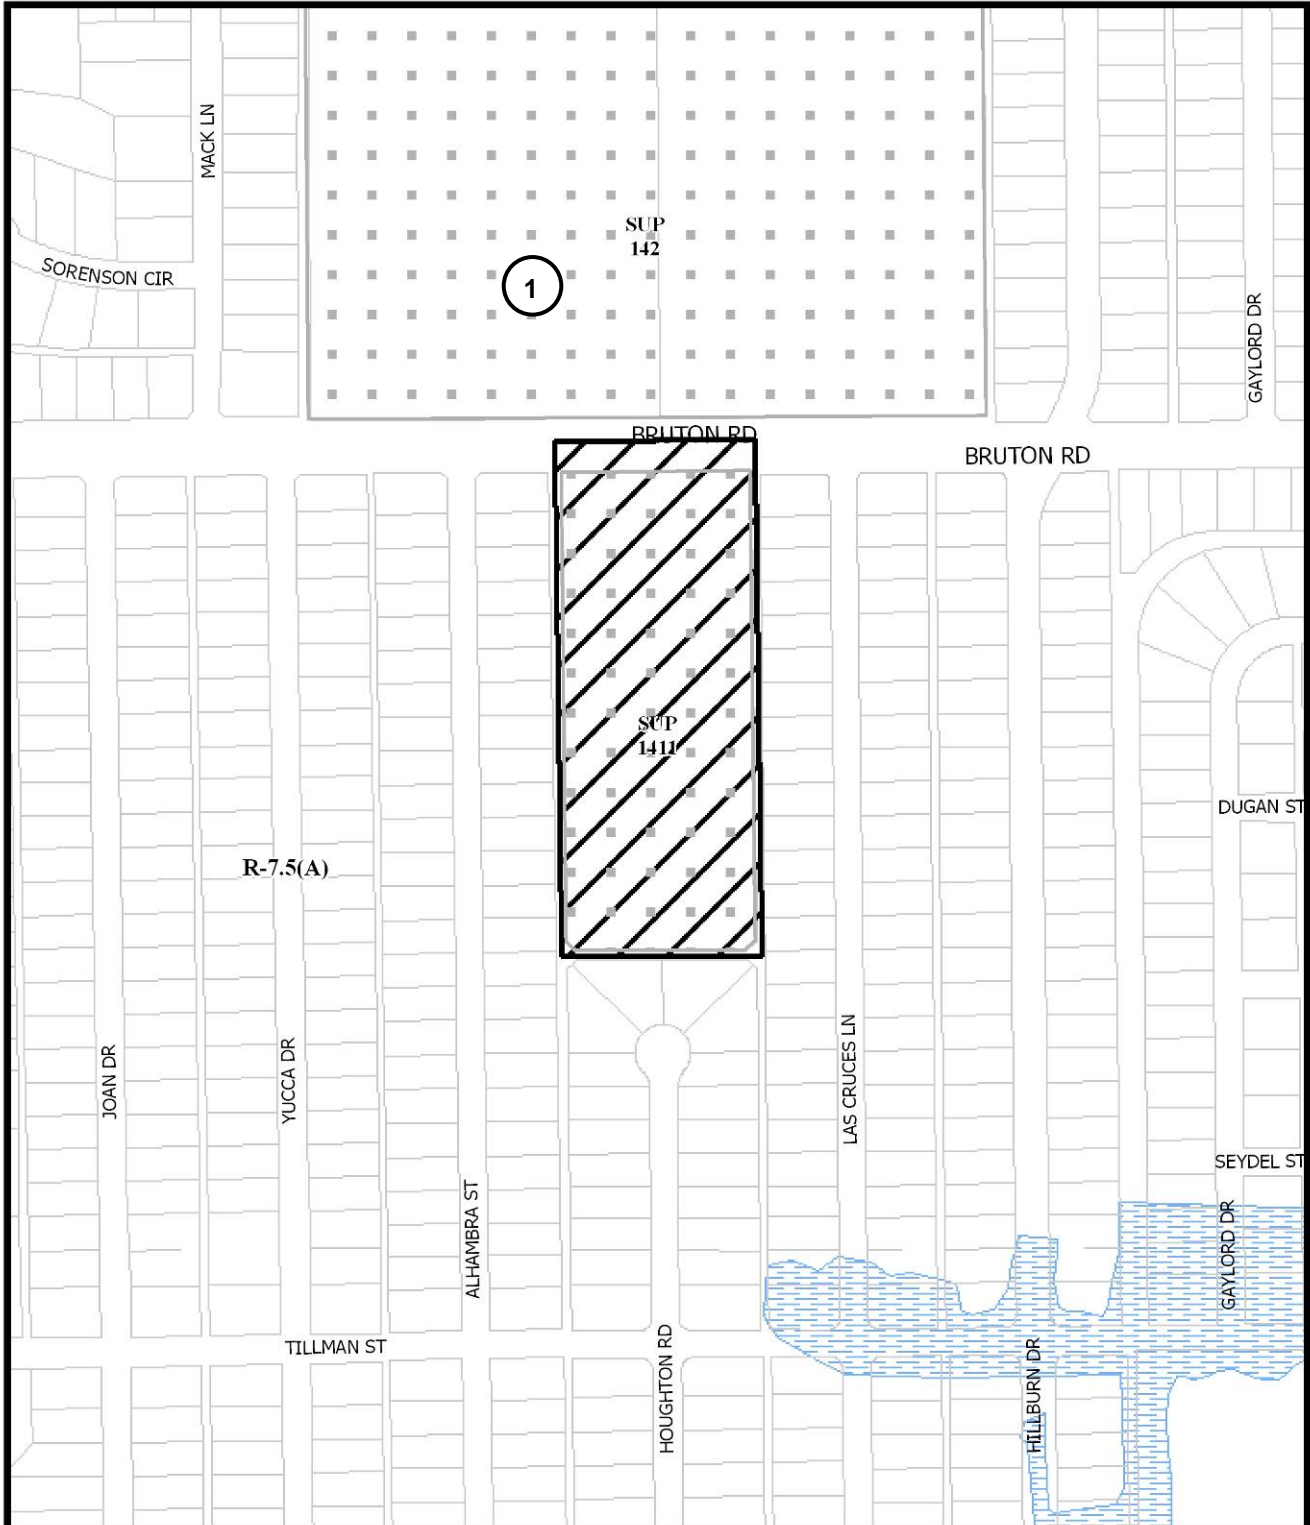 MACK LN
SUP
142
SORENSON CIR
1
GAYLORD DR
BRUTON RD
BRUTON RD
SUP
1411
DUGAN ST
R-7.5(A)
JOAN DR
YUCCA DR
LAS CRUCES LN
SEYDEL ST
ALHAMBRA ST
GAYLORD DR
TILLMAN ST
HOUGHTON RD
HILLBURN DR